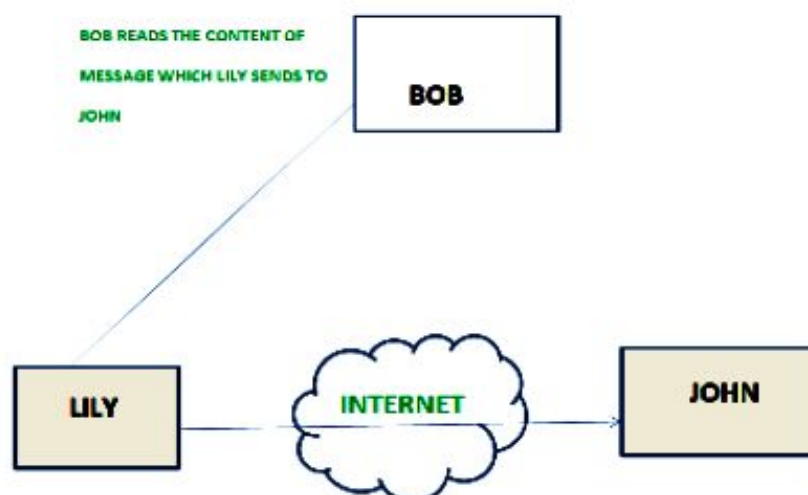 BOB READS THE CONTENT OF
MESSAGE WHICH LILY SENDS TO
JOHN
BOB
LILY
INTERNET
JOHN